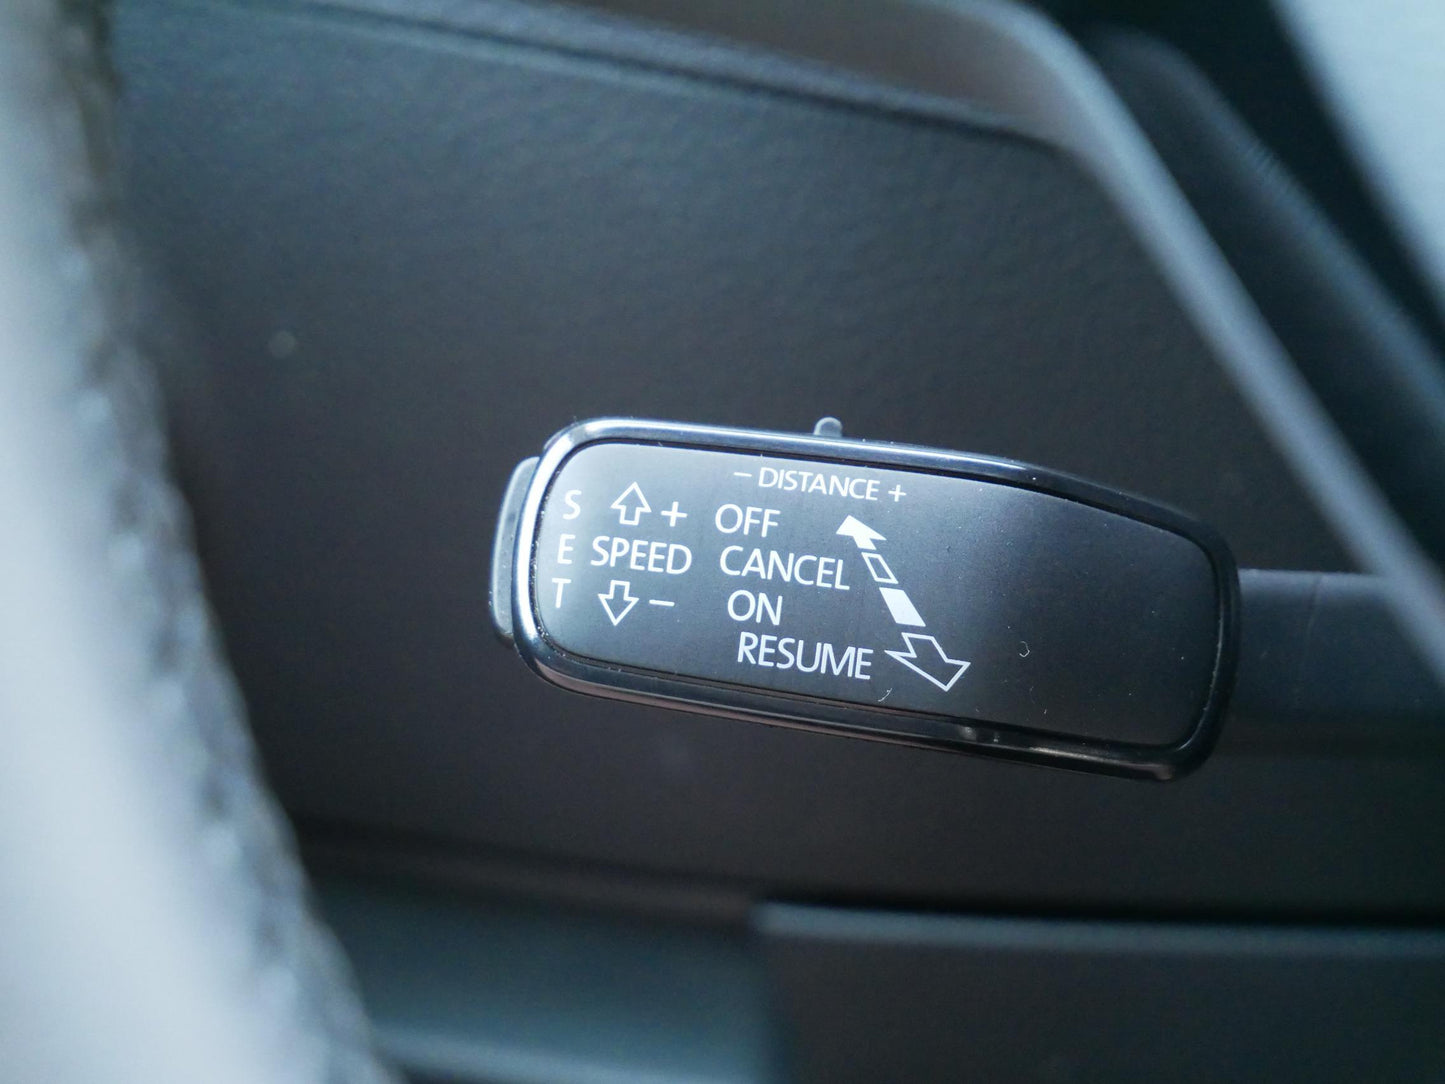 − DISTANCE +
S + OFF
E SPEED CANCEL
T − ON
RESUME